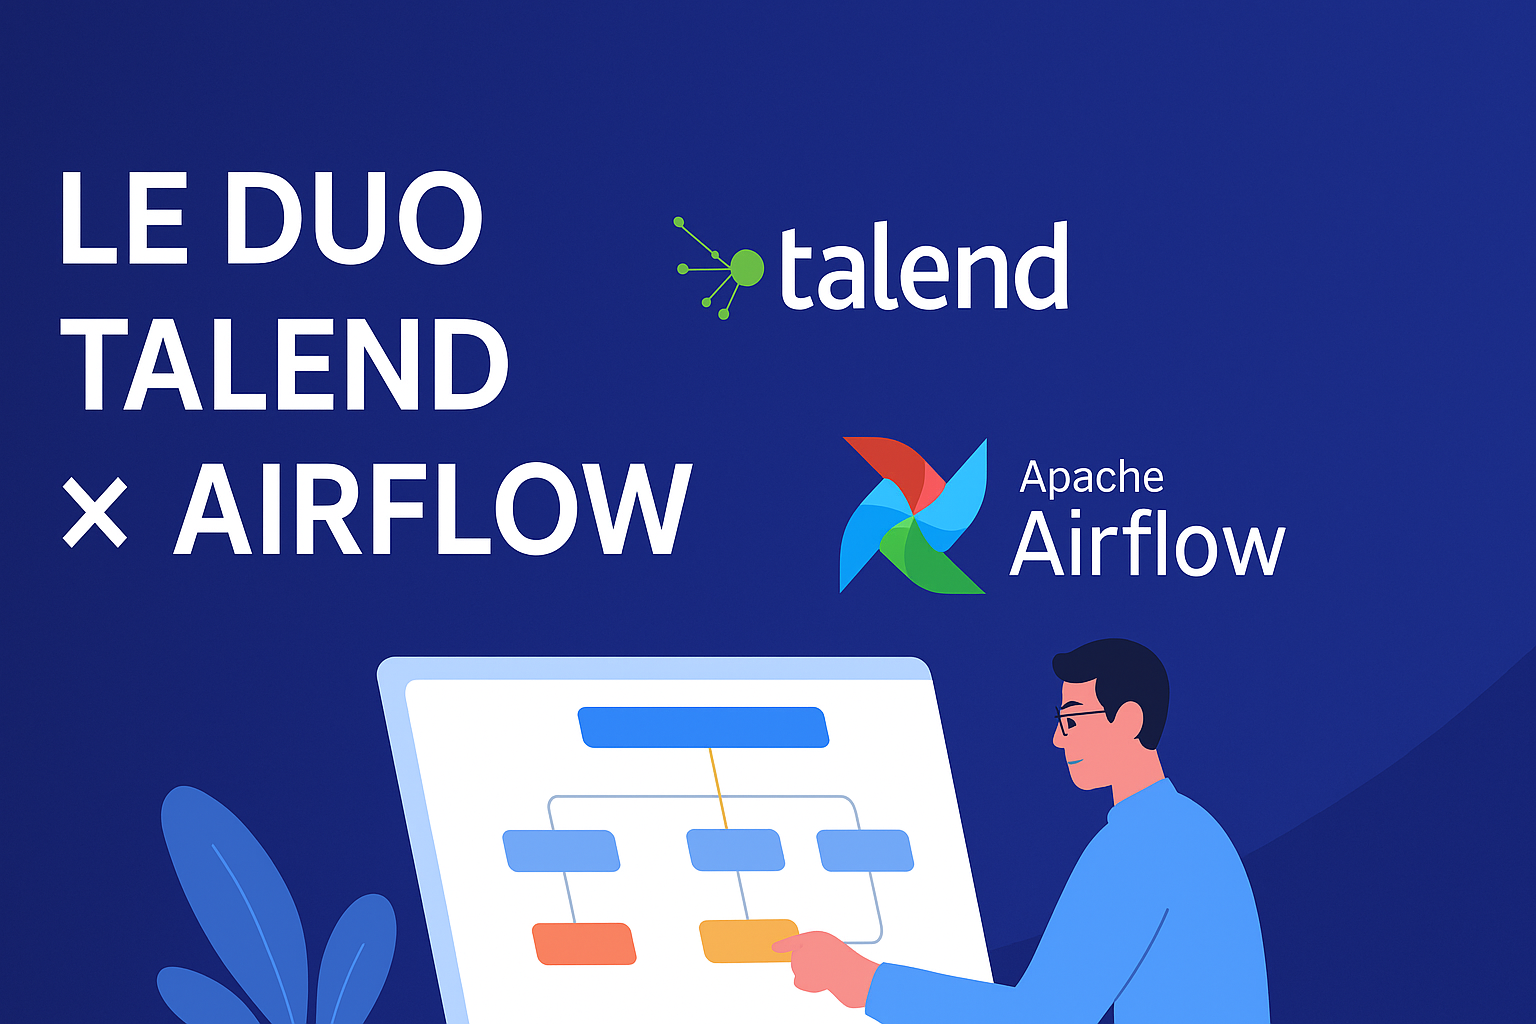 LE DUO
TALEND
× AIRFLOW
talend
Apache
Airflow